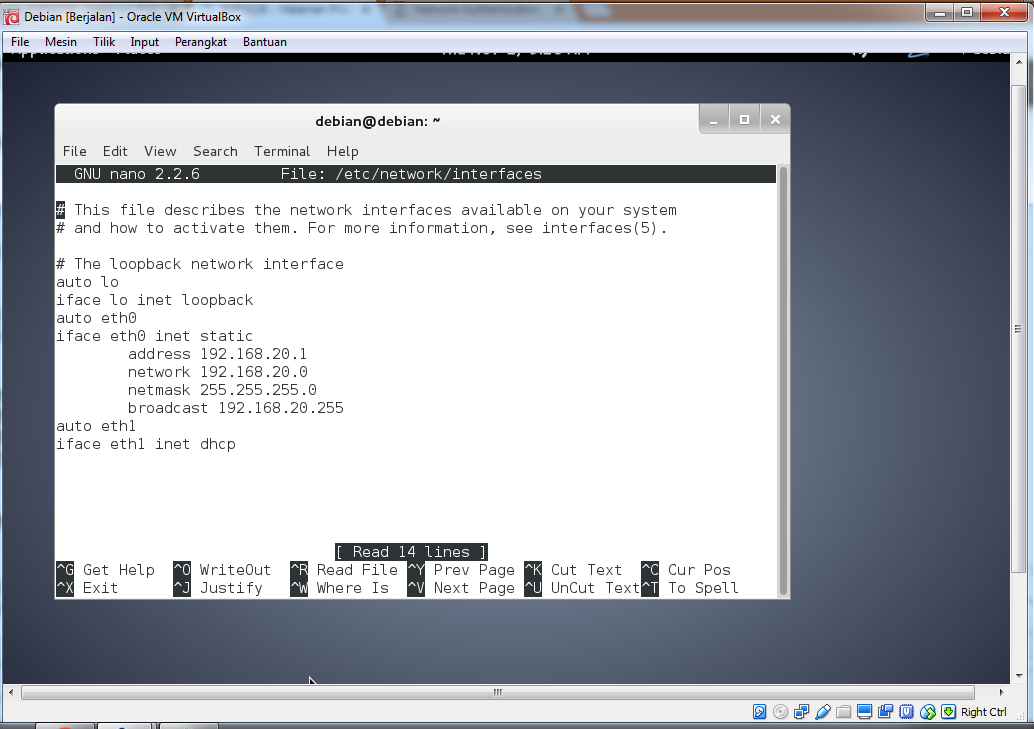 Debian [Berjalan] - Oracle VM VirtualBox
File Mesin Tilik Input Perangkat Bantuan
debian@debian: ~
File Edit View Search Terminal Help
GNU nano 2.2.6 File: /etc/network/interfaces
# This file describes the network interfaces available on your system
# and how to activate them. For more information, see interfaces(5).
# The loopback network interface
auto lo
iface lo inet loopback
auto eth0
iface eth0 inet static
address 192.168.20.1
network 192.168.20.0
netmask 255.255.255.0
broadcast 192.168.20.255
auto eth1
iface eth1 inet dhcp
[ Read 14 lines ]
^G Get Help ^O WriteOut ^R Read File ^Y Prev Page ^K Cut Text ^C Cur Pos
^X Exit ^J Justify ^W Where Is ^V Next Page ^U UnCut Text ^T To Spell
Right Ctrl